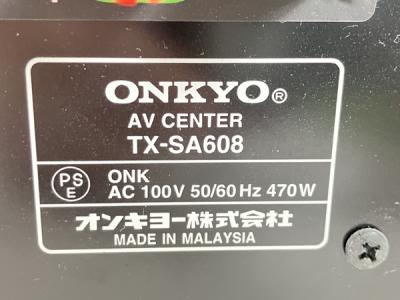 ONKYO®
AV CENTER
TX-SA608
PS
E
ONK
AC 100V 50/60Hz 470W
オンキヨー株式会社
MADE IN MALAYSIA